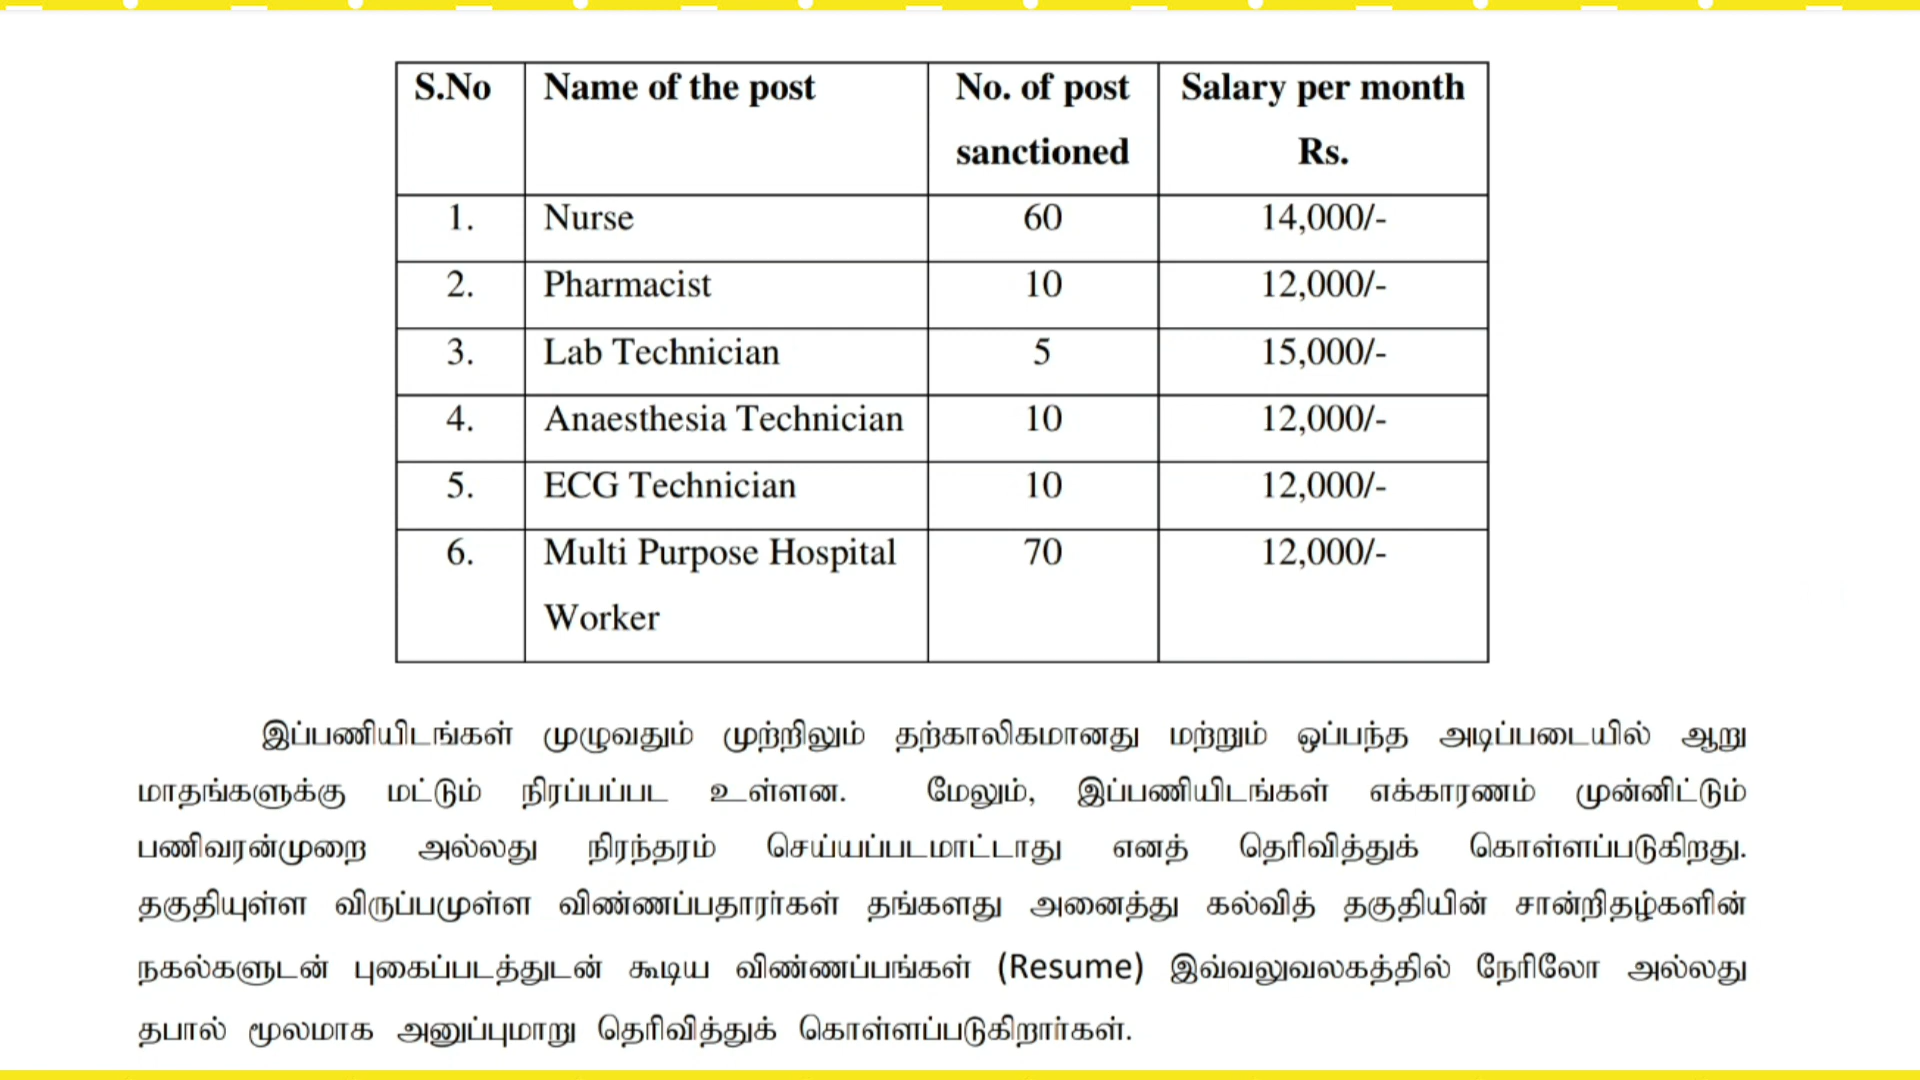 S.No Name of the post No. of post sanctioned Salary per month Rs.
1. Nurse 60 14,000/-
2. Pharmacist 10 12,000/-
3. Lab Technician 5 15,000/-
4. Anaesthesia Technician 10 12,000/-
5. ECG Technician 10 12,000/-
6. Multi Purpose Hospital Worker 70 12,000/-
இப்பணியிடங்கள் முழுவதும் முற்றிலும் தற்காலிகமானது மற்றும் ஒப்பந்த அடிப்படையில் ஆறு
மாதங்களுக்கு மட்டும் நிரப்பப்பட உள்ளன. மேலும், இப்பணியிடங்கள் எக்காரணம் முன்னிட்டும்
பணிவரன்முறை அல்லது நிரந்தரம் செய்யப்படமாட்டாது எனத் தெரிவித்துக் கொள்ளப்படுகிறது.
தகுதியுள்ள விருப்பமுள்ள விண்ணப்பதாரர்கள் தங்களது அனைத்து கல்வித் தகுதியின் சான்றிதழ்களின்
நகல்களுடன் புகைப்படத்துடன் கூடிய விண்ணப்பங்கள் (Resume) இவ்வலுவலகத்தில் நேரிலோ அல்லது
தபால் மூலமாக அனுப்புமாறு தெரிவித்துக் கொள்ளப்படுகிறார்கள்.